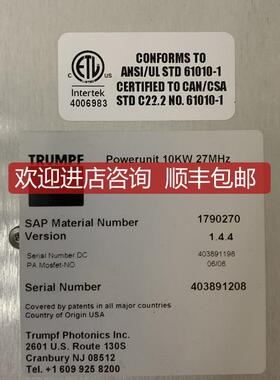 CONFORMS TO
ANSI/UL STD 61010-1
CERTIFIED TO CAN/CSA
STD C22.2 NO. 61010-1
ETL
CM
LISTED
US
Intertek
4006983
TRUMPF
Powerunit 10KW 27MHz
欢迎进店咨询 顺丰包邮
SAP Material Number 1790270
Version 1.4.4
Serial Number DC 403891198
PA Mosfet-NO. 06/06
Serial Number 403891208
Covered by patents in all major countries
Country of Origin USA
Trumpf Photonics Inc.
2601 U.S. Route 130S
Cranbury NJ 08512
Tel. +1 609 925 8200